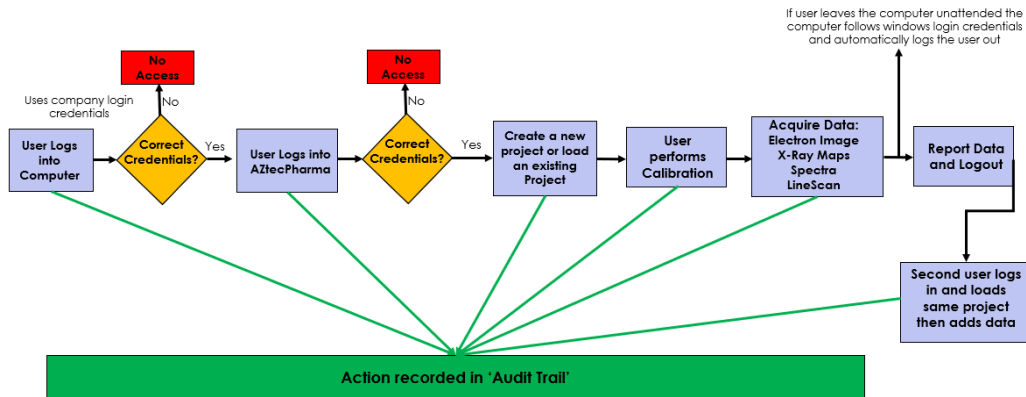 If user leaves the computer unattended the
computer follows windows login credentials
and automatically logs the user out
No
Access
No
Access
Uses company login
credentials
No
No
User Logs
into
Computer
Correct
Credentials?
Yes
User Logs into
AZtecPharma
Correct
Credentials?
Yes
Create a new
project or load
an existing
Project
User
performs
Calibration
Acquire Data:
Electron Image
X-Ray Maps
Spectra
LineScan
Report Data
and Logout
Second user logs
in and loads
same project
then adds data
Action recorded in ‘Audit Trail’